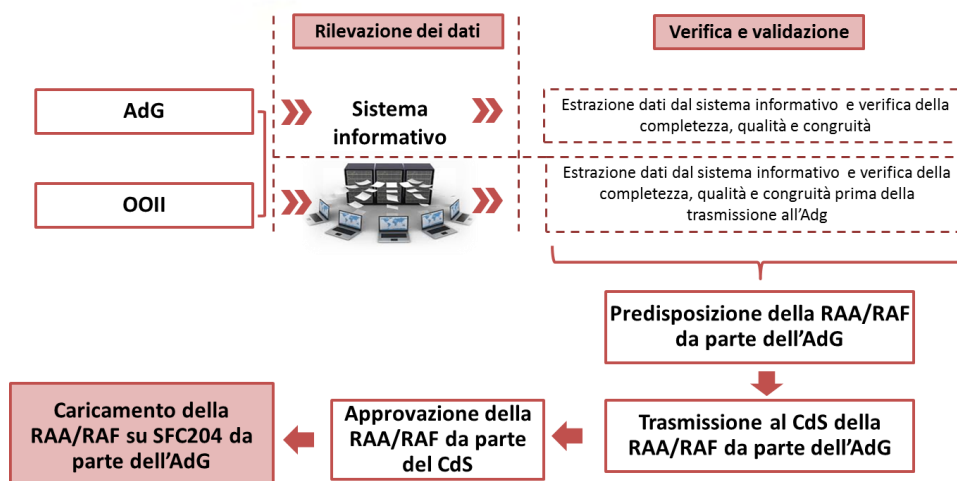 Rilevazione dei dati
Verifica e validazione
AdG
Sistema
informativo
Estrazione dati dal sistema informativo e verifica della
completezza, qualità e congruità
OOII
Estrazione dati dal sistema informativo e verifica della
completezza, qualità e congruità prima della
trasmissione all'Adg
Predisposizione della RAA/RAF
da parte dell'AdG
Trasmissione al CdS della
RAA/RAF da parte dell'AdG
Approvazione della
RAA/RAF da parte
del CdS
Caricamento della
RAA/RAF su SFC204 da
parte dell'AdG